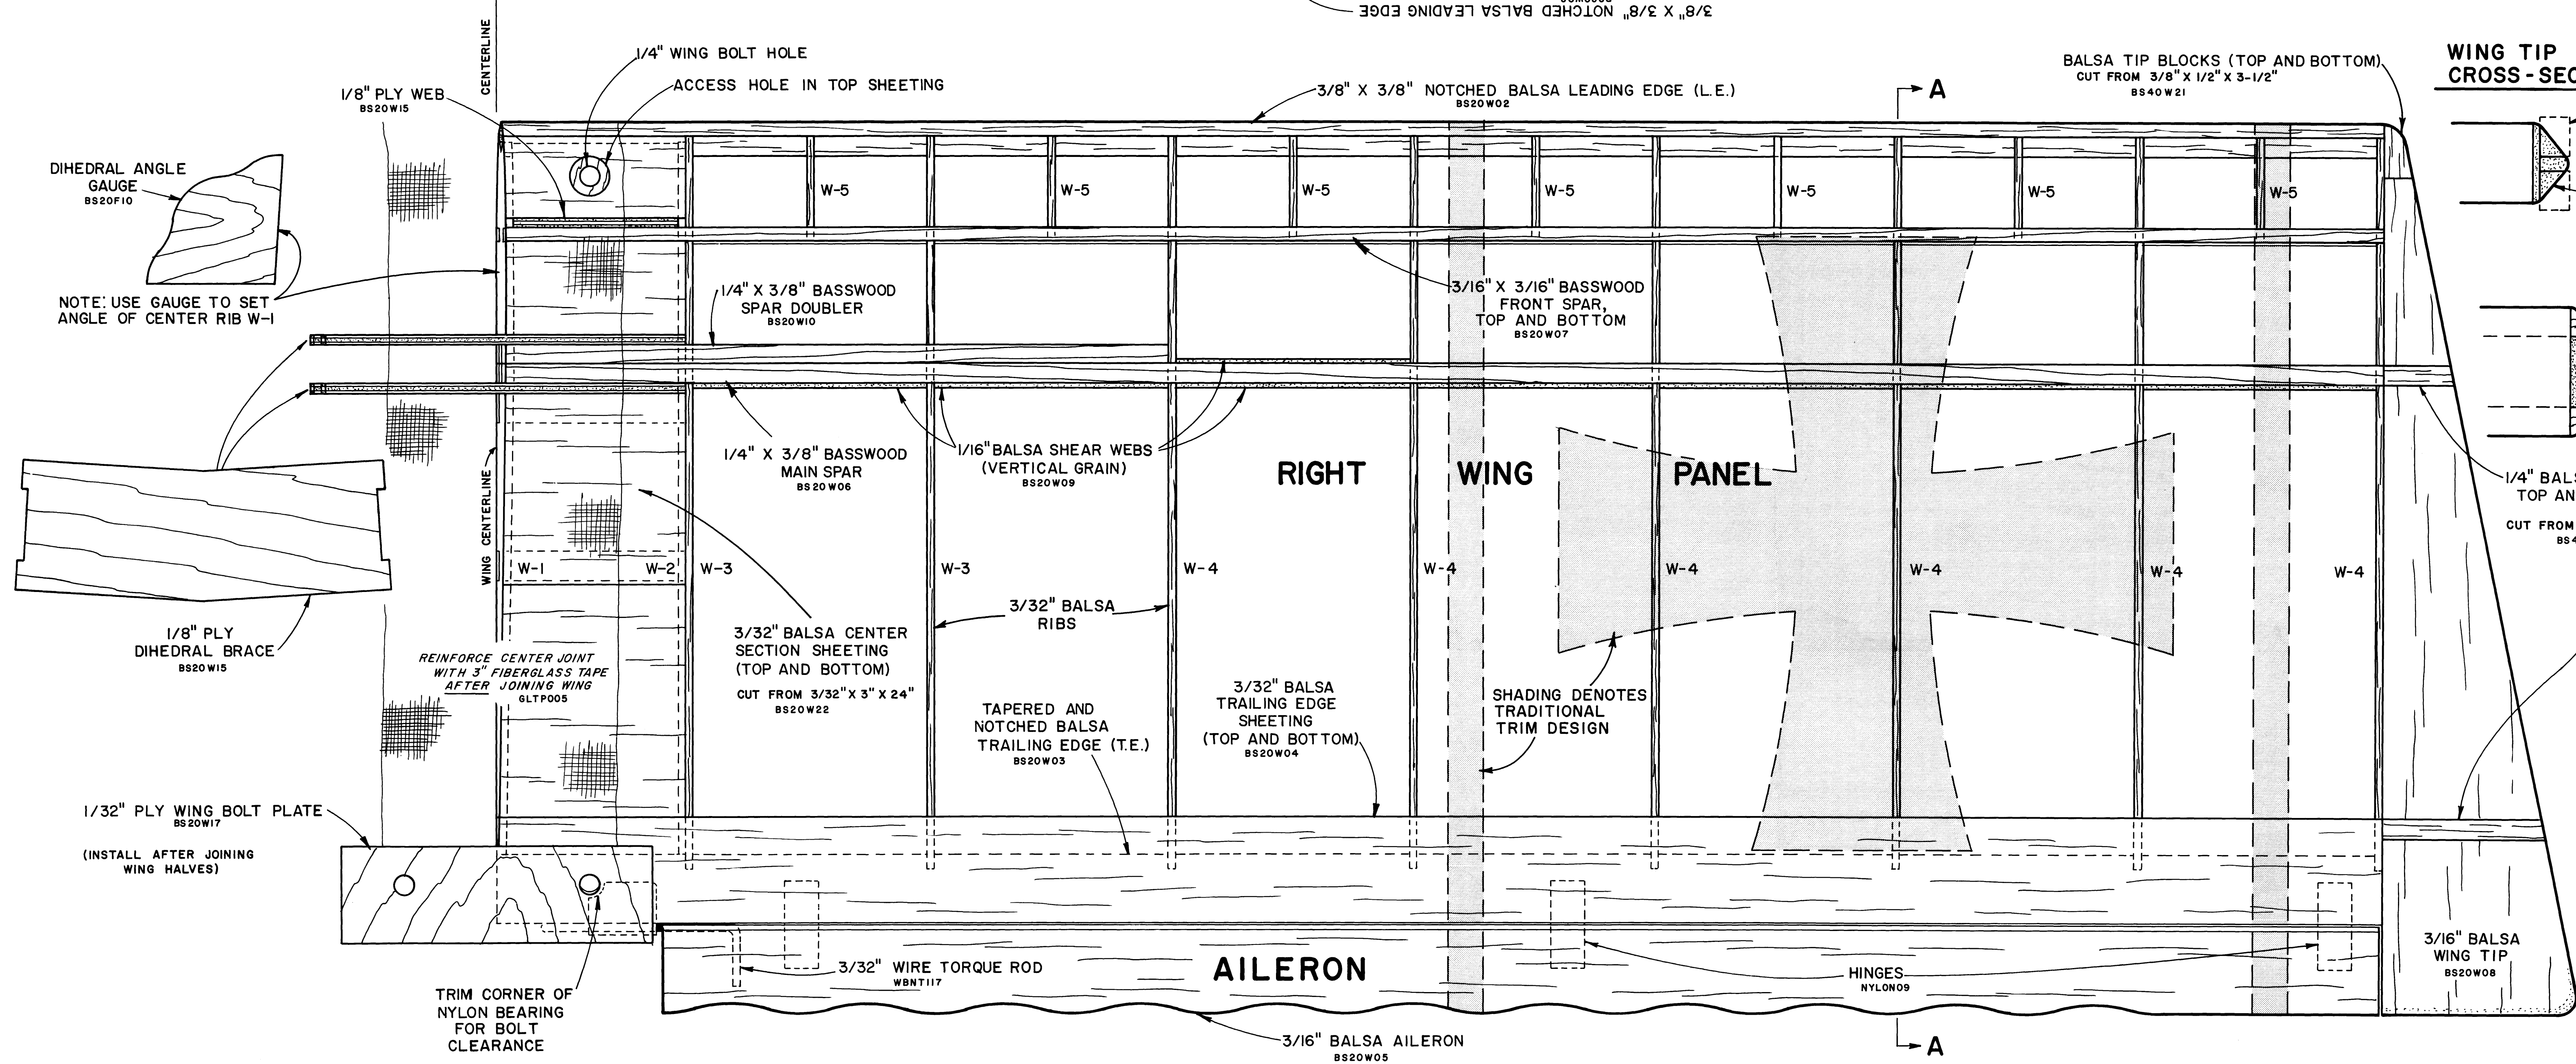 3/8" X 3/8" NOTCHED BALSA LEADING EDGE
CENTERLINE
1/4" WING BOLT HOLE
ACCESS HOLE IN TOP SHEETING
1/8" PLY WEB
BS20W15
3/8" X 3/8" NOTCHED BALSA LEADING EDGE (L.E.)
BS20W02
A
BALSA TIP BLOCKS (TOP AND BOTTOM)
CUT FROM 3/8" X 1/2" X 3-1/2"
BS40W21
WING TIP
CROSS-SEC
DIHEDRAL ANGLE
GAUGE
BS20F10
NOTE: USE GAUGE TO SET
ANGLE OF CENTER RIB W-1
W-5
W-5
W-5
W-5
W-5
W-5
W-5
1/4" X 3/8" BASSWOOD
SPAR DOUBLER
BS20W10
3/16" X 3/16" BASSWOOD
FRONT SPAR,
TOP AND BOTTOM
BS20W07
1/4" X 3/8" BASSWOOD
MAIN SPAR
BS20W06
1/16" BALSA SHEAR WEBS
(VERTICAL GRAIN)
BS20W09
RIGHT WING PANEL
1/4" BALS
TOP AN
CUT FROM
BS4
WING CENTERLINE
W-1
W-2
W-3
W-3
W-4
W-4
W-4
W-4
W-4
W-4
1/8" PLY
DIHEDRAL BRACE
BS20W15
REINFORCE CENTER JOINT
WITH 3" FIBERGLASS TAPE
AFTER JOINING WING
GLTP005
3/32" BALSA CENTER
SECTION SHEETING
(TOP AND BOTTOM)
CUT FROM 3/32" X 3" X 24"
BS20W22
3/32" BALSA
RIBS
TAPERED AND
NOTCHED BALSA
TRAILING EDGE (T.E.)
BS20W03
3/32" BALSA
TRAILING EDGE
SHEETING
(TOP AND BOTTOM)
BS20W04
SHADING DENOTES
TRADITIONAL
TRIM DESIGN
1/32" PLY WING BOLT PLATE
BS20W17
(INSTALL AFTER JOINING
WING HALVES)
TRIM CORNER OF
NYLON BEARING
FOR BOLT
CLEARANCE
3/32" WIRE TORQUE ROD
WBNT117
AILERON
HINGES
NYLON09
3/16" BALSA
WING TIP
BS20W08
3/16" BALSA AILERON
BS20W05
A